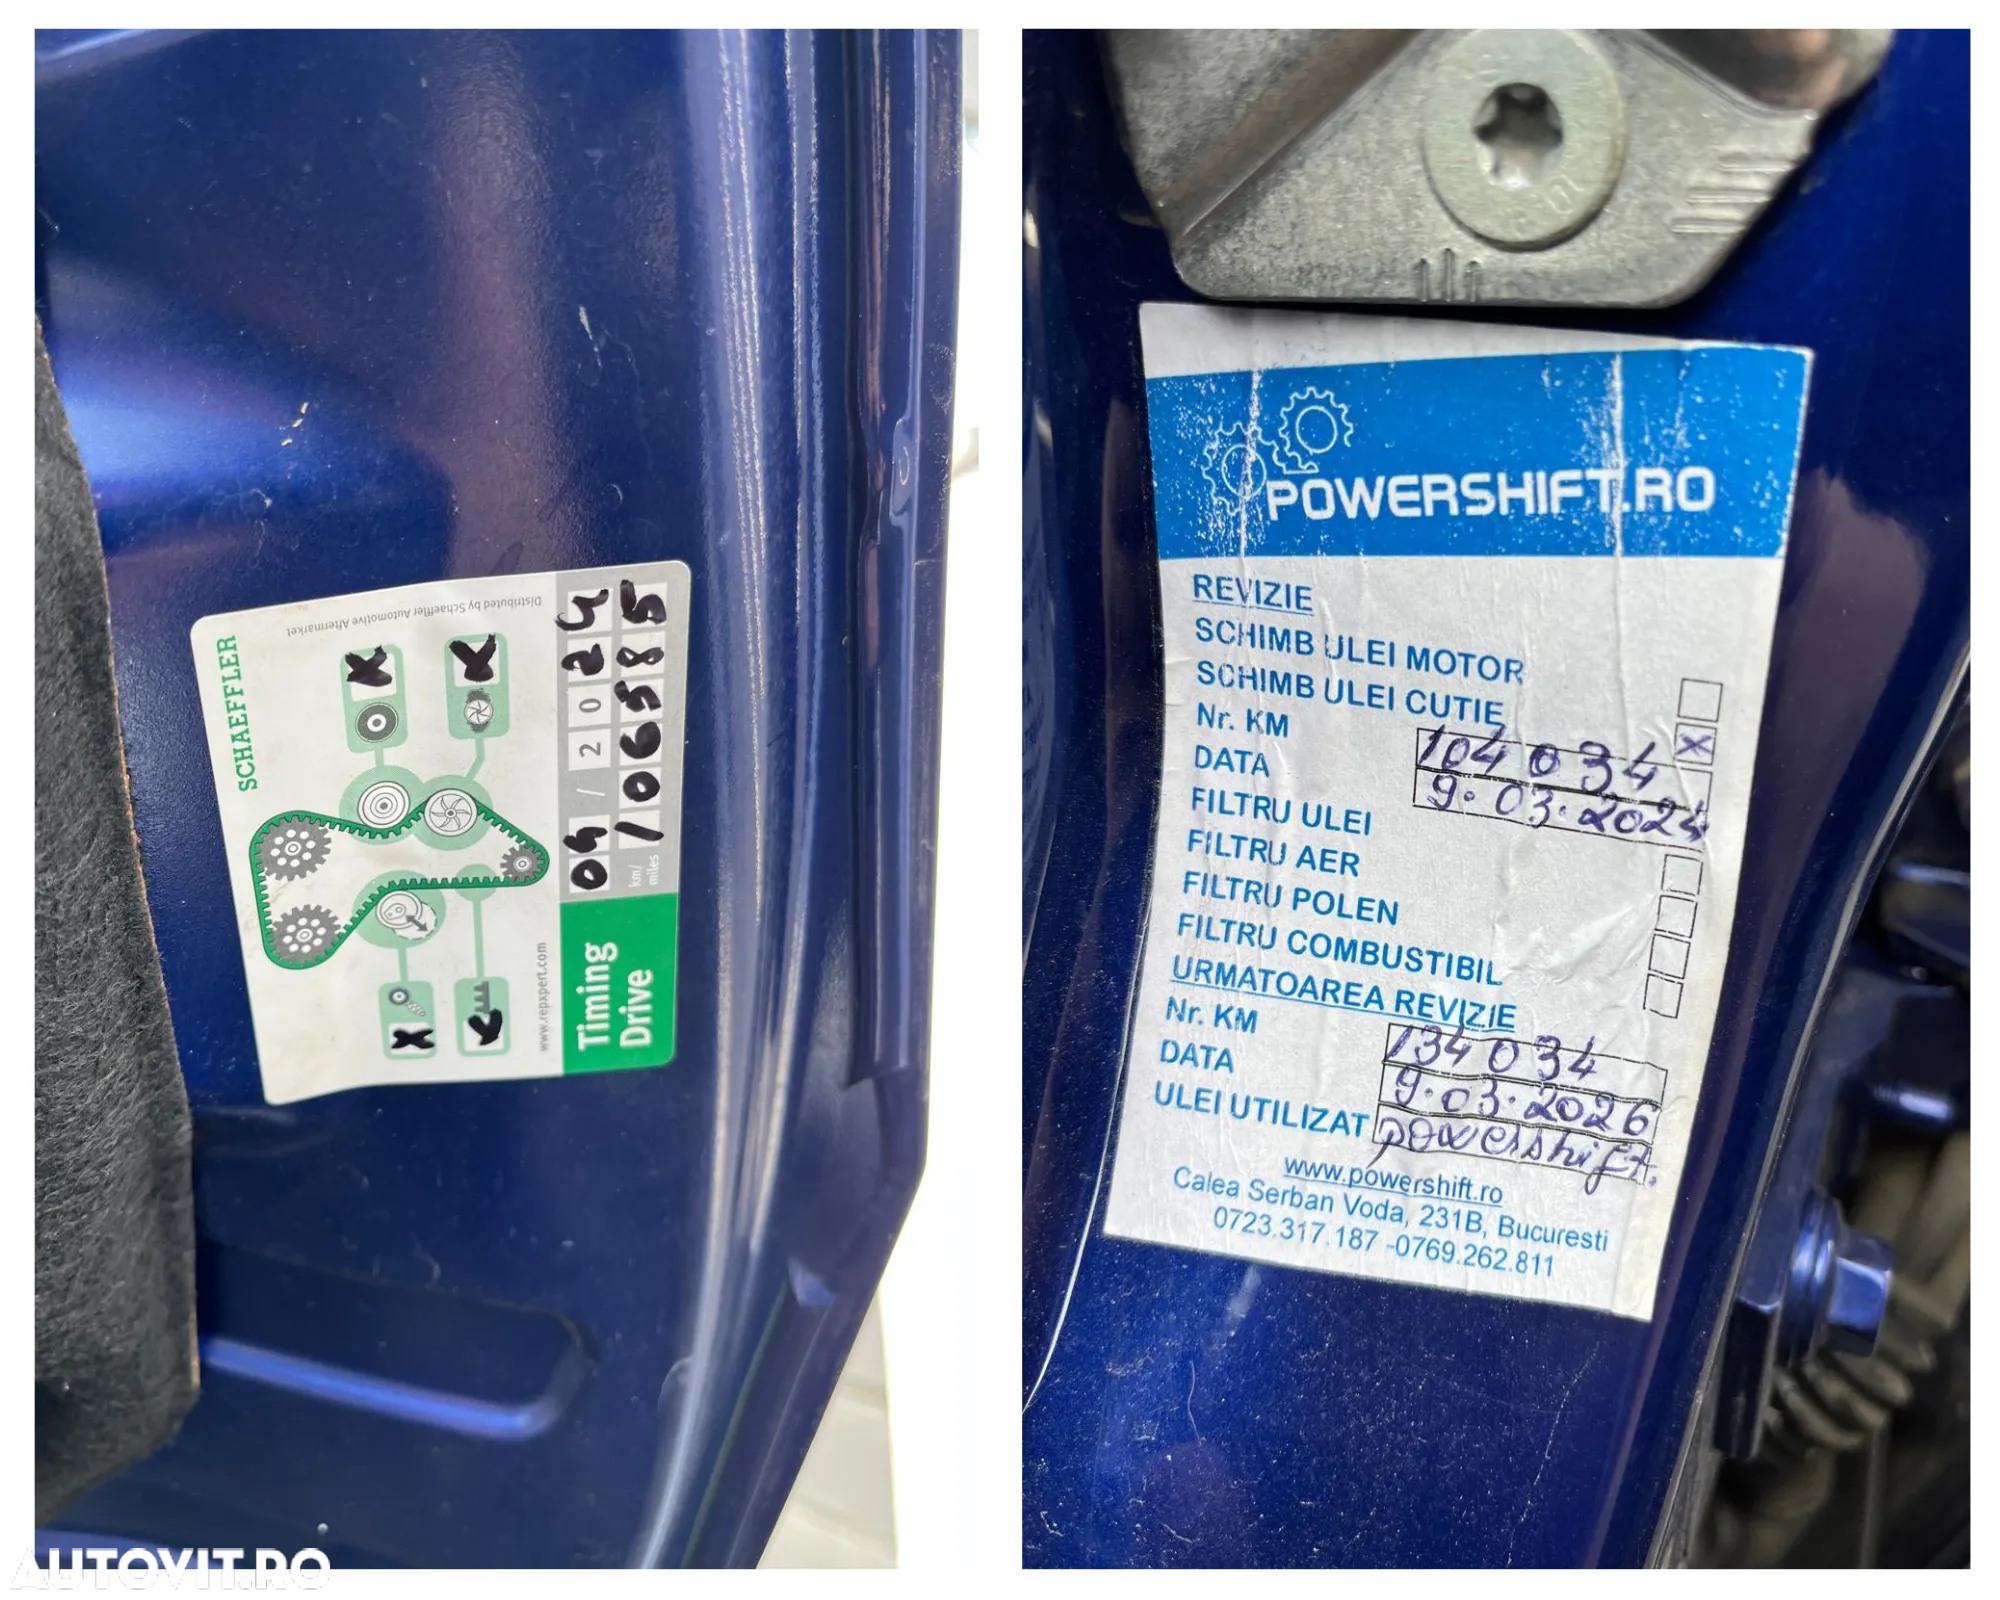 SCHAEFFLER
Distributed by Schaeffler Automotive Aftermarket
www.repxpert.com
Timing
Drive
04 / 2024
km/
miles
106585
POWERSHIFT.RO
REVIZIE
SCHIMB ULEI MOTOR
SCHIMB ULEI CUTIE X
Nr. KM 104034
DATA 9.03.2024
FILTRU ULEI
FILTRU AER
FILTRU POLEN
FILTRU COMBUSTIBIL
URMATOAREA REVIZIE
Nr. KM 134034
DATA 9.03.2026
ULEI UTILIZAT powershift.
www.powershift.ro
Calea Serban Voda, 231B, Bucuresti
0723.317.187 -0769.262.811
AUTOVIT.RO